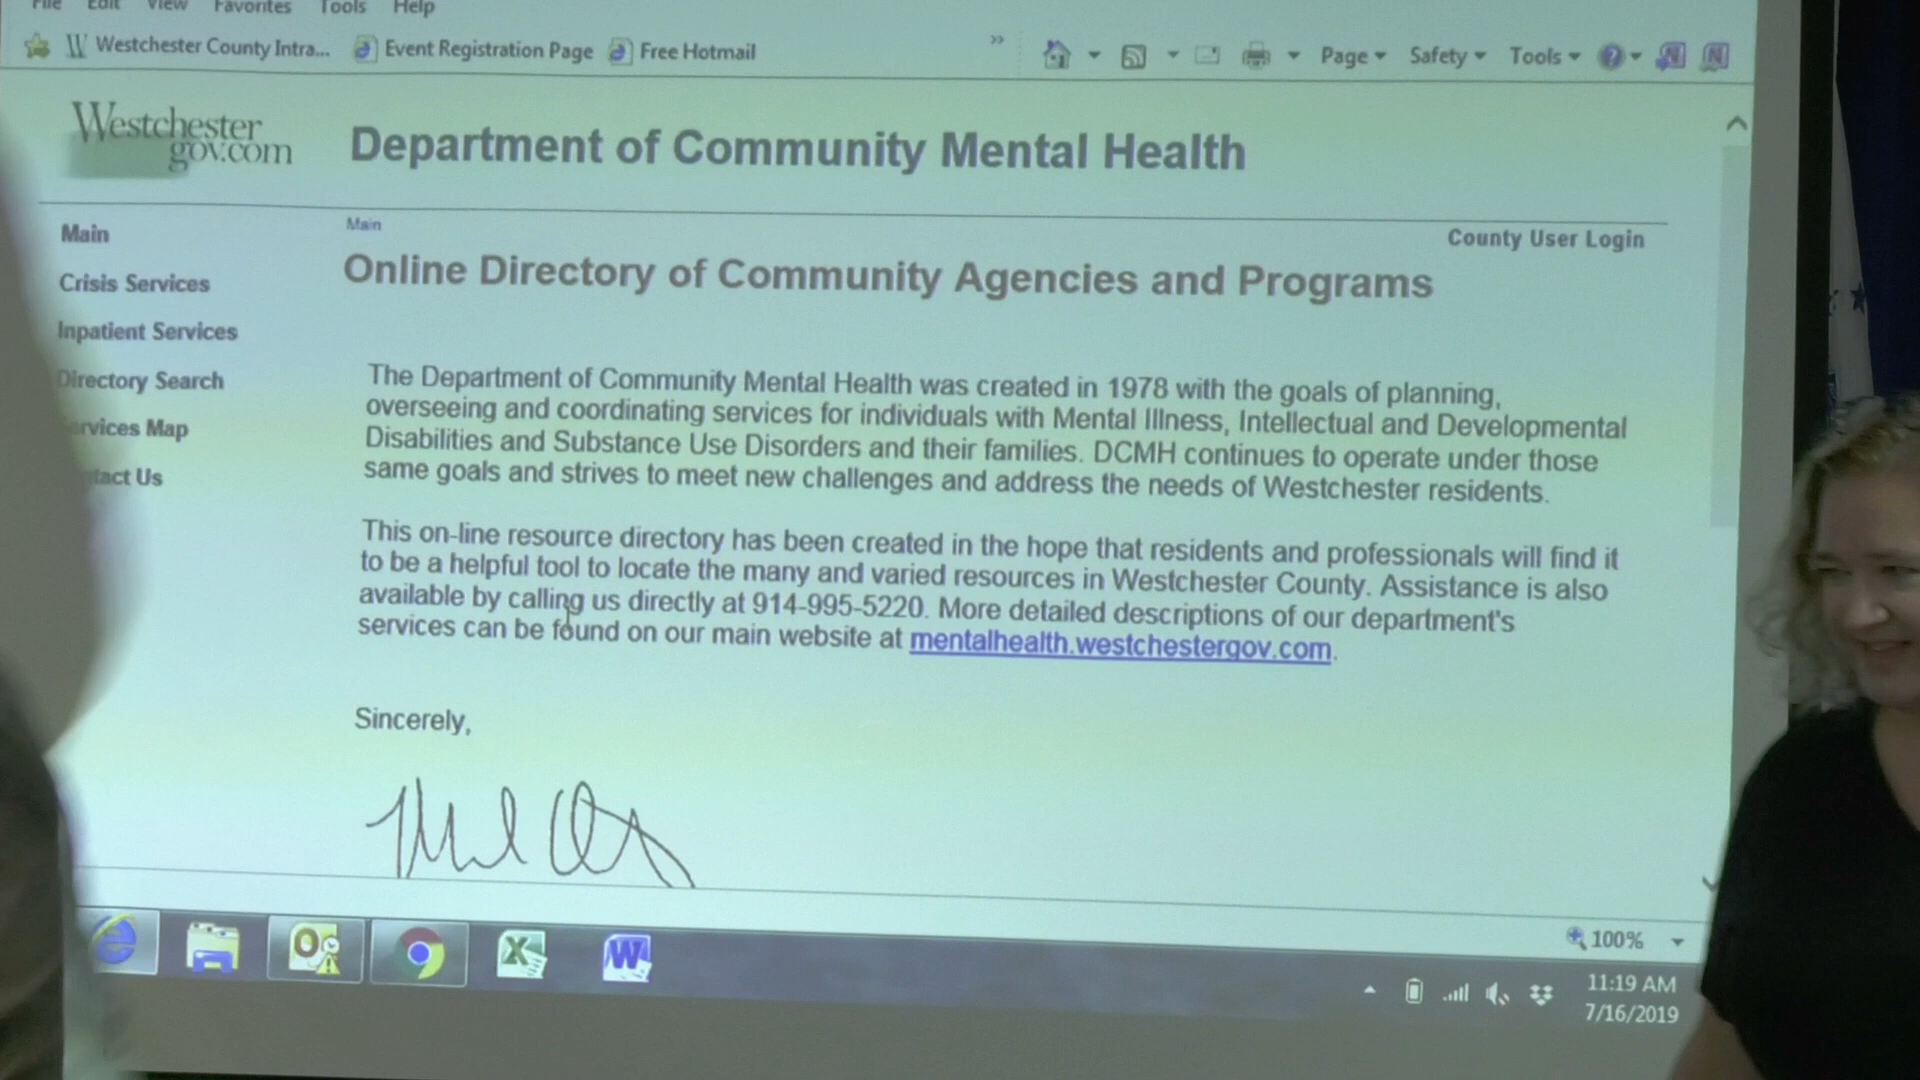 File Edit View Favorites Tools Help
Westchester County Intra... Event Registration Page Free Hotmail » Page Safety Tools
Westchester
gov.com
Department of Community Mental Health
Main
County User Login
Main
Crisis Services
Inpatient Services
Directory Search
rvices Map
tact Us
Online Directory of Community Agencies and Programs
The Department of Community Mental Health was created in 1978 with the goals of planning,
overseeing and coordinating services for individuals with Mental Illness, Intellectual and Developmental
Disabilities and Substance Use Disorders and their families. DCMH continues to operate under those
same goals and strives to meet new challenges and address the needs of Westchester residents.
This on-line resource directory has been created in the hope that residents and professionals will find it
to be a helpful tool to locate the many and varied resources in Westchester County. Assistance is also
available by calling us directly at 914-995-5220. More detailed descriptions of our department's
services can be found on our main website at mentalhealth.westchestergov.com.
Sincerely,
100%
11:19 AM
7/16/2019